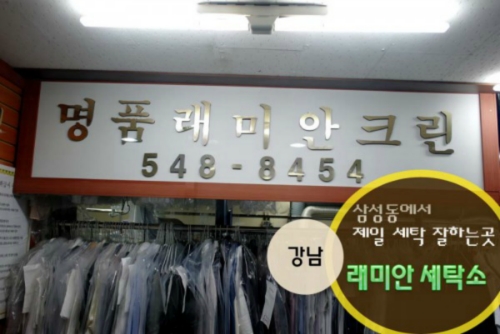 명품래미안크린
548-8454
삼성동에서
제일 세탁 잘하는곳
강남
래미안 세탁소